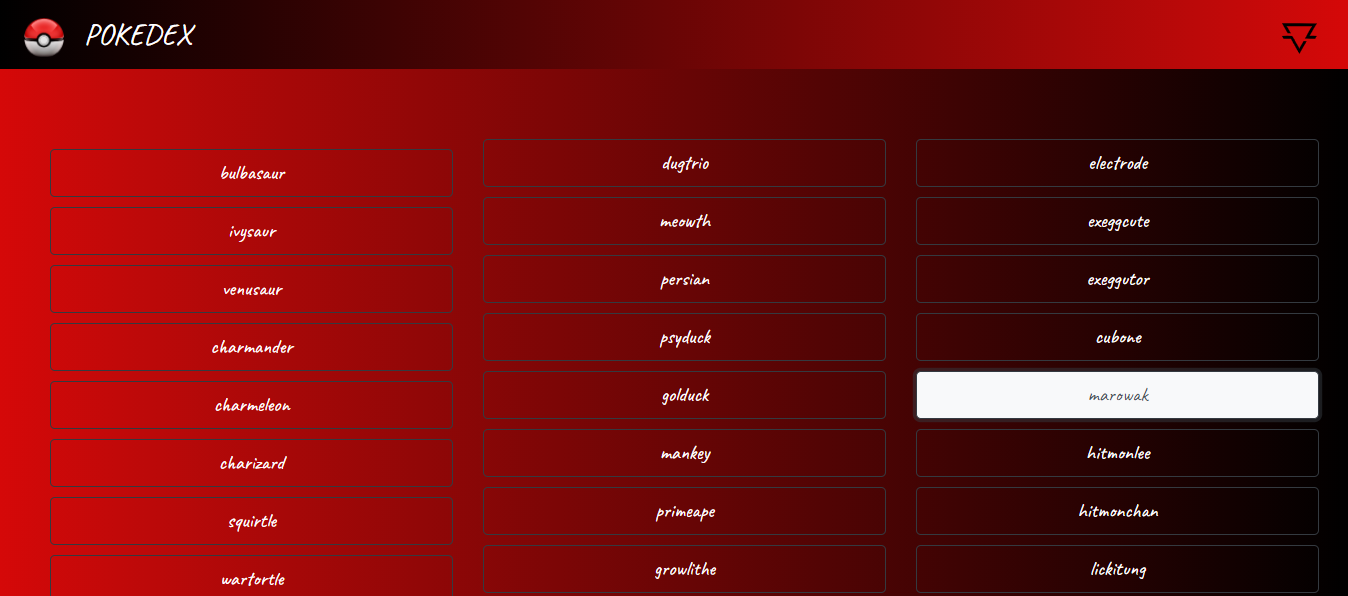 POKEDEX
bulbasaur
ivysaur
venusaur
charmander
charmeleon
charizard
squirtle
wartortle
dugtrio
meowth
persian
psyduck
golduck
mankey
primeape
growlithe
electrode
exeggcute
exeggutor
cubone
marowak
hitmonlee
hitmonchan
lickitung